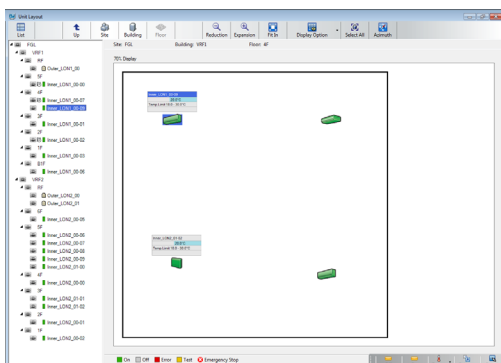 Unit Layout
List
Up
Site
Building
Floor
Reduction
Expansion
Fit In
Display Option
Select All
Azimuth
FGL
Site: FGL
Building: VRF1
Floor: 4F
70% Display
VRF1
RF
Outer_LON1_00
5F
Inner_LON1_00-00
4F
Inner_LON1_00-07
Inner_LON1_00-09
3F
Inner_LON1_00-01
2F
Inner_LON1_00-02
1F
Inner_LON1_00-03
B1F
Inner_LON1_00-06
VRF2
RF
Outer_LON2_00
Outer_LON2_01
6F
Inner_LON2_00-05
5F
Inner_LON2_00-06
Inner_LON2_00-07
Inner_LON2_00-08
Inner_LON2_00-09
Inner_LON2_01-00
4F
Inner_LON2_00-00
3F
Inner_LON2_01-01
Inner_LON2_01-02
2F
Inner_LON2_00-01
1F
Inner_LON2_00-02
On
Off
Error
Test
Emergency Stop